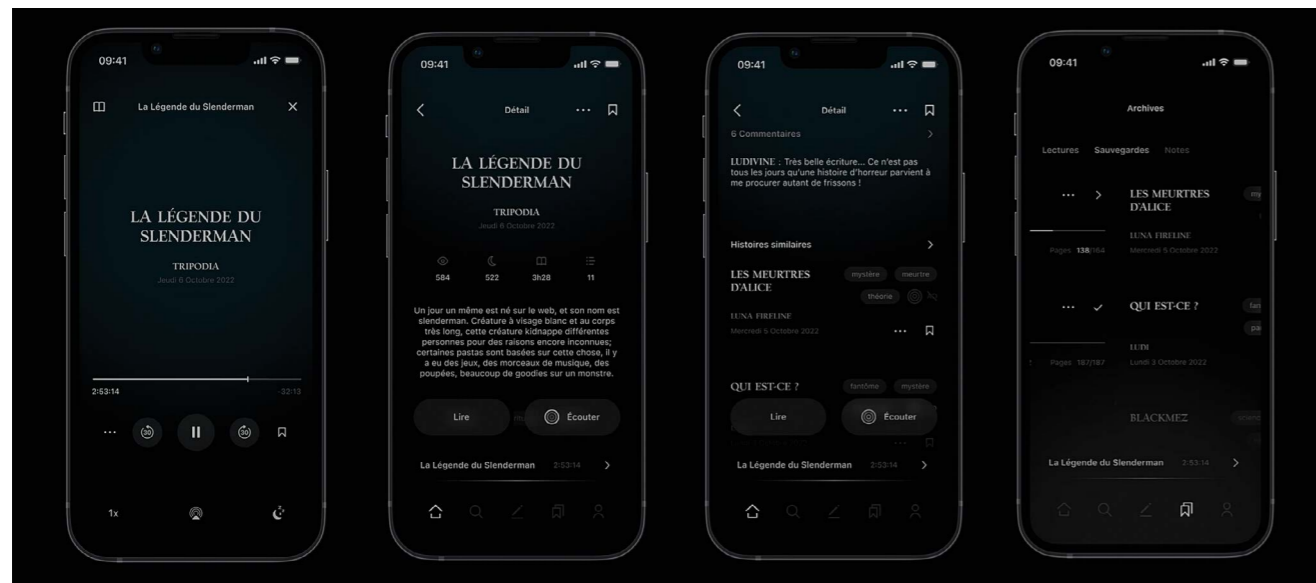 09:41
La Légende du Slenderman
LA LÉGENDE DU
SLENDERMAN
TRIPODIA
Jeudi 6 Octobre 2022
2:53:14
-32:13
30
30
1x
09:41
Détail
LA LÉGENDE DU
SLENDERMAN
TRIPODIA
Jeudi 6 Octobre 2022
584
522
3h28
11
Un jour un même est né sur le web, et son nom est
slenderman. Créature à visage blanc et au corps
très long, cette créature kidnappe différentes
personnes pour des raisons encore inconnues;
certaines pastas sont basées sur cette chose, il y
a eu des jeux, des morceaux de musique, des
poupées, beaucoup de goodies sur un monstre.
Lire
Écouter
La Légende du Slenderman 2:53:14
09:41
Détail
6 Commentaires
LUDIVINE : Très belle écriture... Ce n'est pas
tous les jours qu'une histoire d'horreur parvient à
me procurer autant de frissons !
Histoires similaires
LES MEURTRES
D'ALICE
mystère meurtre
théorie
LUNA FIRELINE
Mercredi 5 Octobre 2022
QUI EST-CE ?
fantôme mystère
Lire
Écouter
La Légende du Slenderman 2:53:14
09:41
Archives
Lectures Sauvegardes Notes
LES MEURTRES
D'ALICE
my
LUNA FIRELINE
Pages 138/164
Mercredi 5 Octobre 2022
QUI EST-CE ?
fan
pa
LUDI
Pages 187/187
Lundi 3 Octobre 2022
BLACKMEZ
La Légende du Slenderman 2:53:14